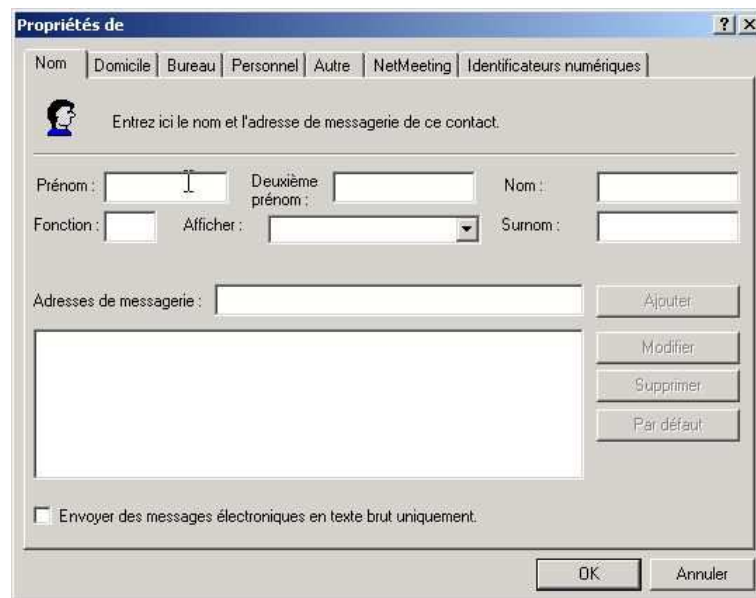 Propriétés de
Nom Domicile Bureau Personnel Autre NetMeeting Identificateurs numériques
Entrez ici le nom et l'adresse de messagerie de ce contact.
Prénom : Deuxième prénom : Nom :
Fonction : Afficher : Surnom :
Adresses de messagerie : Ajouter
Modifier
Supprimer
Par défaut
Envoyer des messages électroniques en texte brut uniquement.
OK Annuler